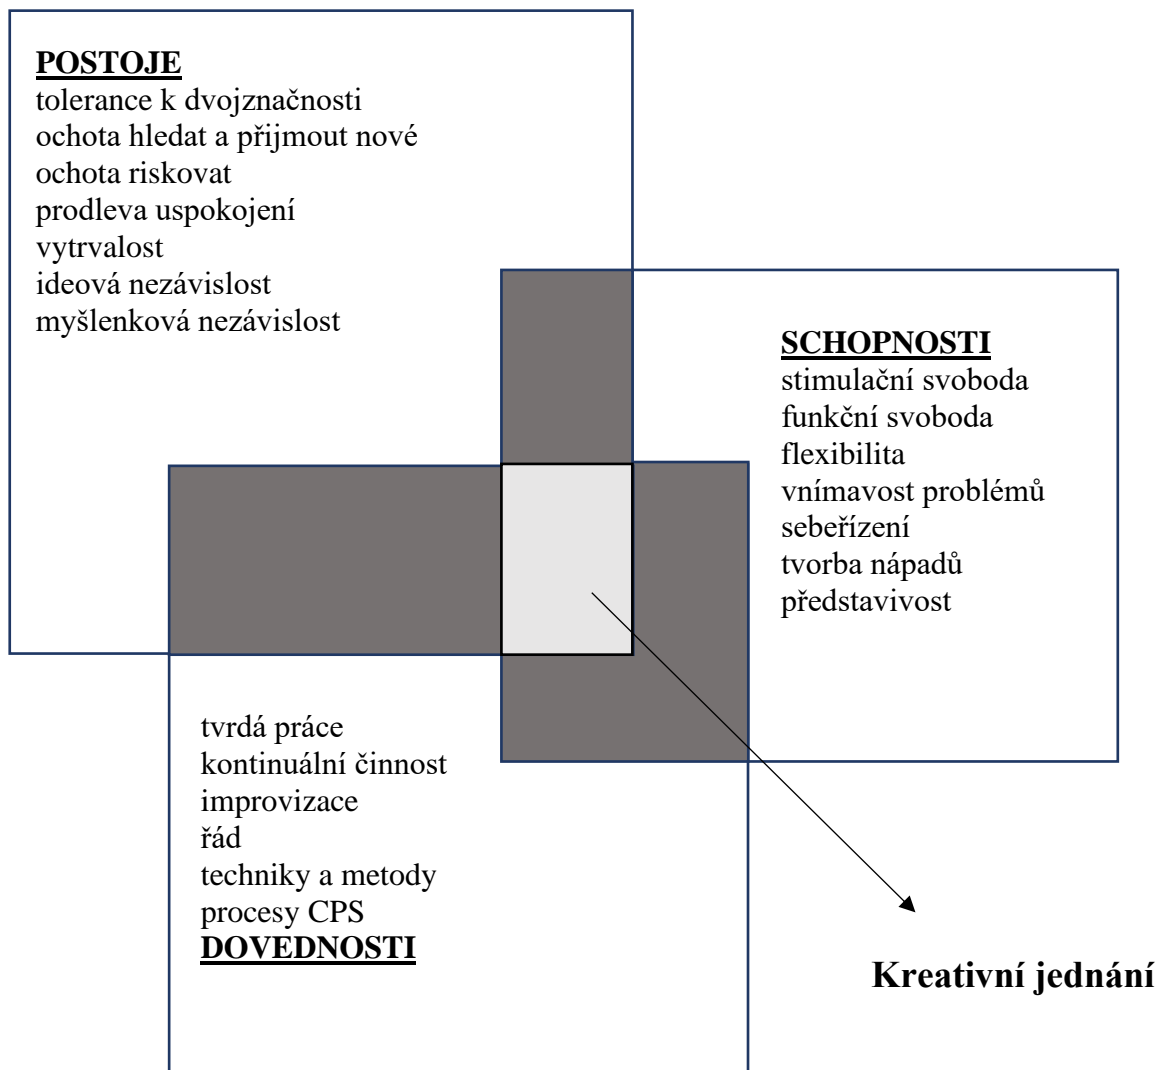 POSTOJE
tolerance k dvojznačnosti
ochota hledat a přijmout nové
ochota riskovat
prodleva uspokojení
vytrvalost
ideová nezávislost
myšlenková nezávislost
SCHOPNOSTI
stimulační svoboda
funkční svoboda
flexibilita
vnímavost problémů
sebeřízení
tvorba nápadů
představivost
tvrdá práce
kontinuální činnost
improvizace
řád
techniky a metody
procesy CPS
DOVEDNOSTI
Kreativní jednání